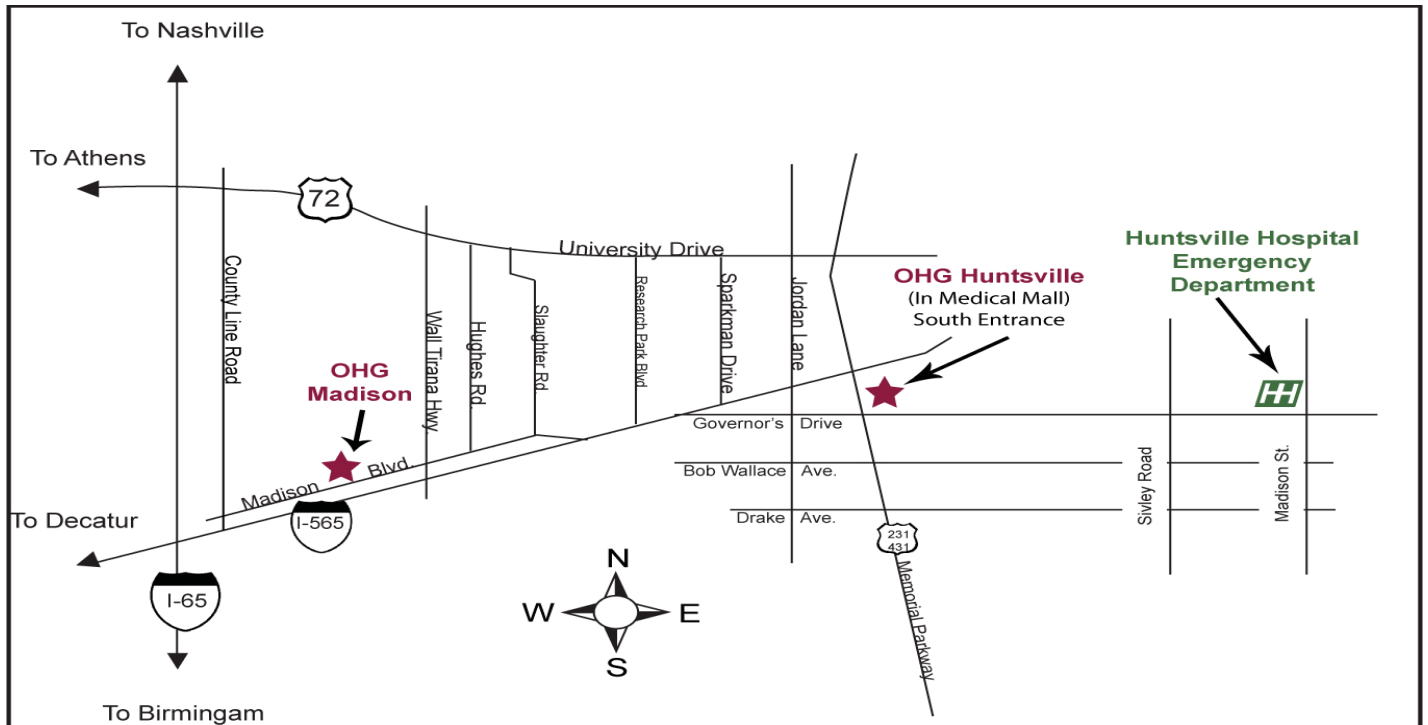 To Nashville
To Athens
72
University Drive
Huntsville Hospital
Emergency
Department
OHG Huntsville
(In Medical Mall)
South Entrance
County Line Road
Wall Tirana Hwy.
Hughes Rd.
Slaughter Rd.
Research Park Blvd
Sparkman Drive
Jordan Lane
OHG
Madison
HH
Governor's Drive
Bob Wallace Ave.
Drake Ave.
Madison Blvd.
Sivley Road
Madison St.
To Decatur
I-565
231
431
Memorial Parkway
I-65
N
W E
S
To Birmingam